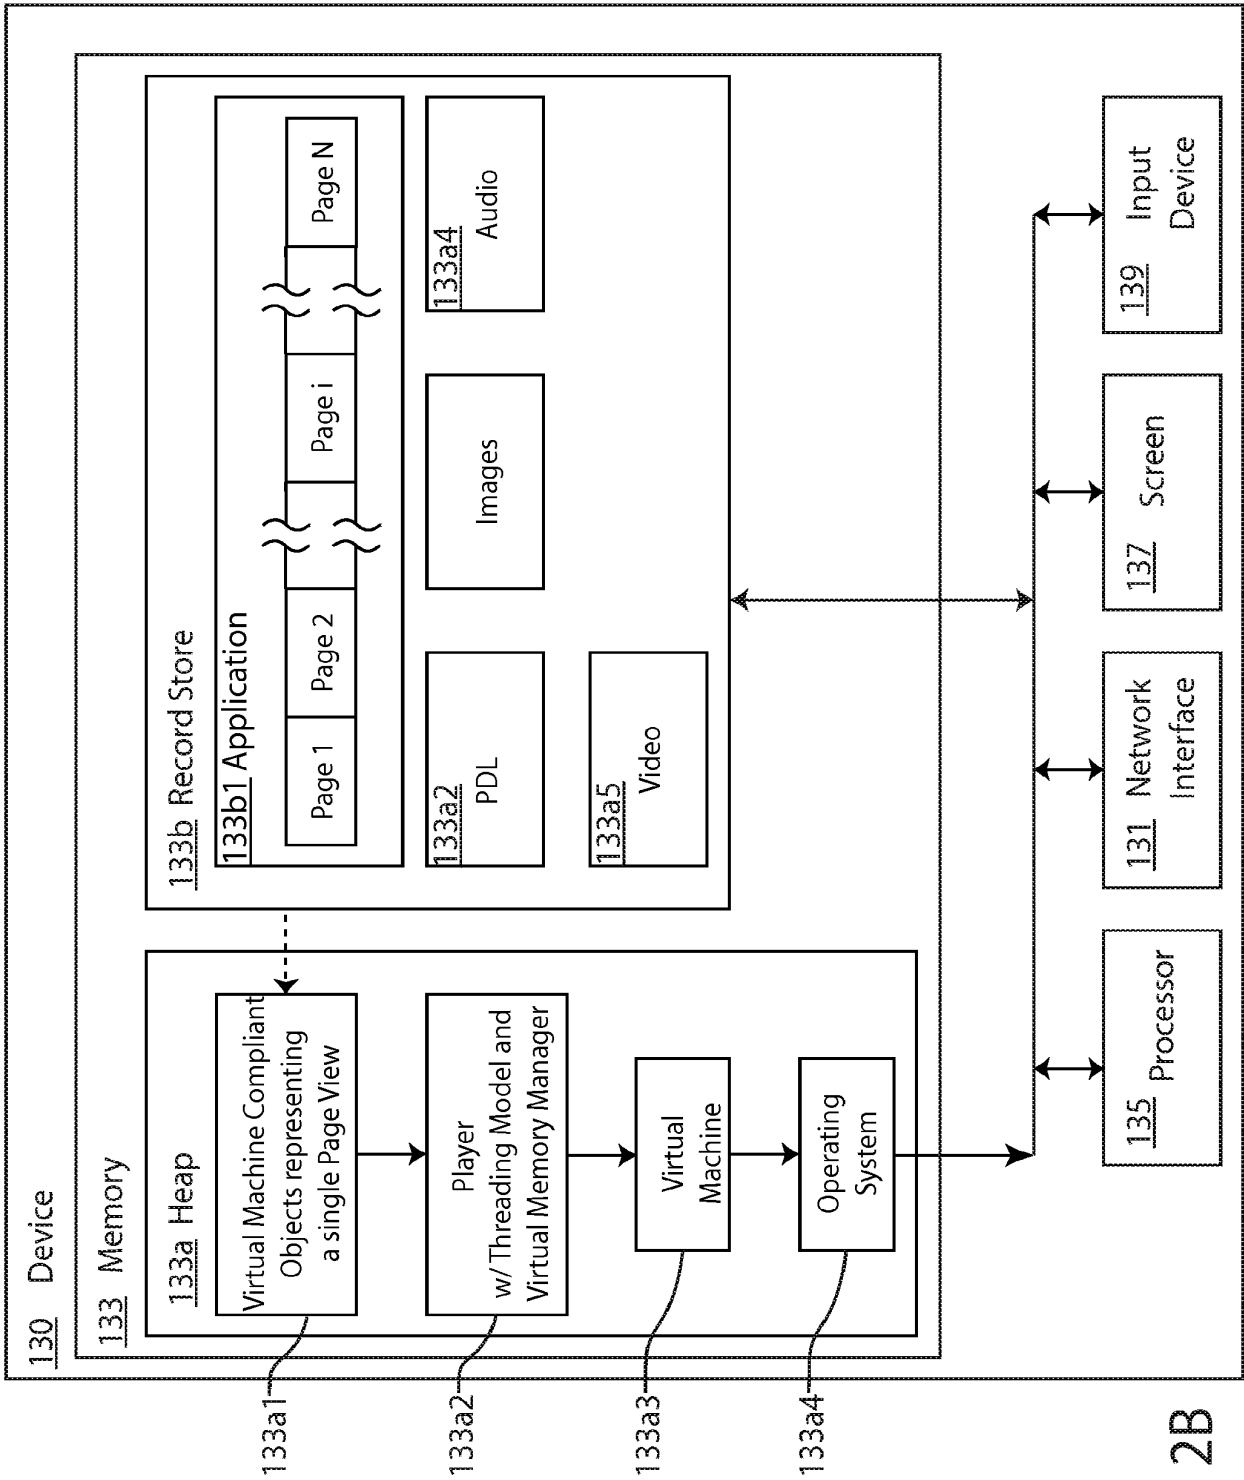 130 Device
133 Memory
133a Heap
133a1
Virtual Machine Compliant
Objects representing
a single Page View
133a2
Player
w/ Threading Model and
Virtual Memory Manager
133a3
Virtual
Machine
133a4
Operating
System
133b Record Store
133b1 Application
Page 1
Page 2
Page i
Page N
133a2
PDL
Images
133a4
Audio
133a5
Video
135 Processor
131 Network
Interface
137 Screen
139 Input
Device
2B